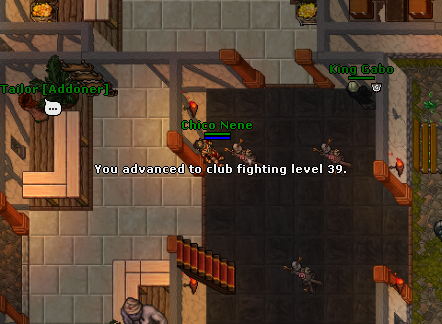 King Gabo
Tailor [Addoner]
...
Chico Nene
You advanced to club fighting level 39.